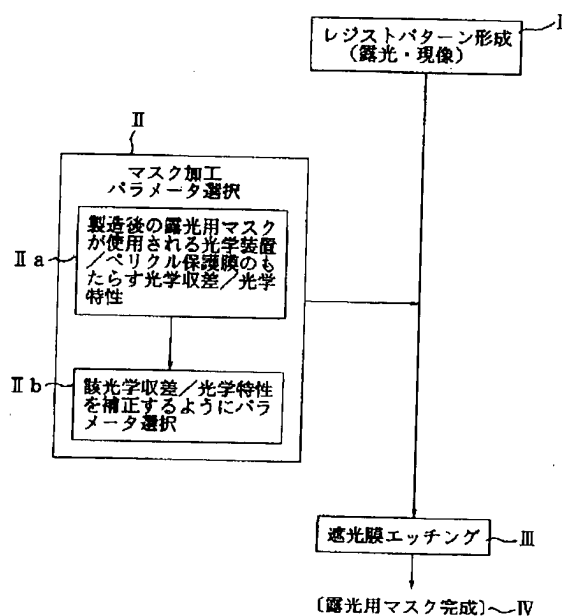 I
レジストパターン形成
(露光・現像)
II
マスク加工
パラメータ選択
II a
製造後の露光用マスク
が使用される光学装置
/ペリクル保護膜のも
たらす光学収差/光学
特性
II b
該光学収差/光学特性
を補正するようにパラ
メータ選択
遮光膜エッチング
III
[露光用マスク完成]
IV